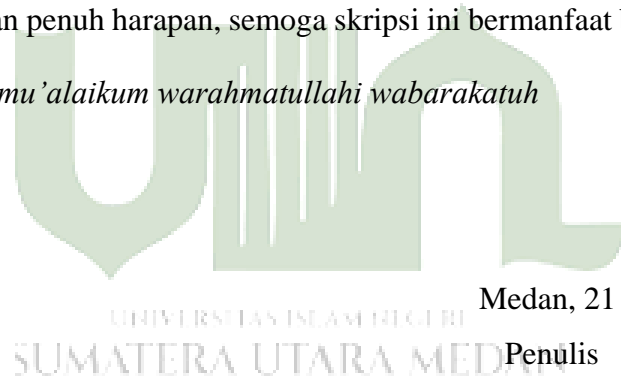 an penuh harapan, semoga skripsi ini bermanfaat
mu’alaikum warahmatullahi wabarakatuh
Medan, 21
UNIVERSITAS ISLAM NEGERI
SUMATERA UTARA MEDAN
Penulis